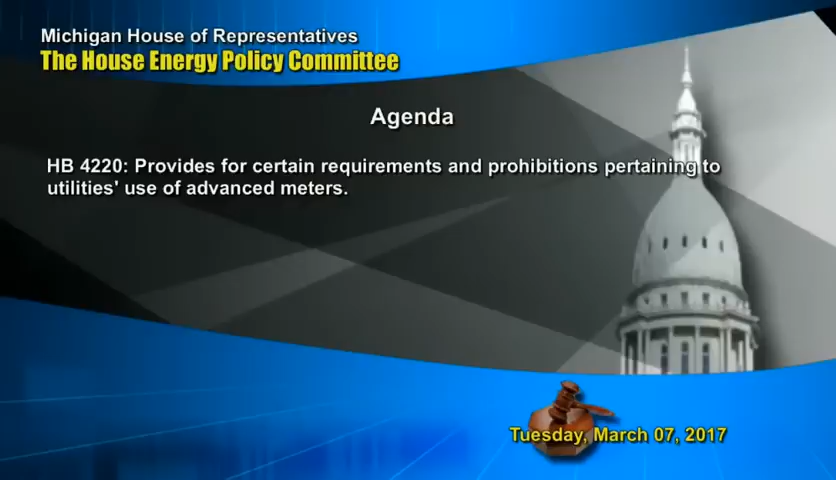 Michigan House of Representatives
The House Energy Policy Committee
Agenda
HB 4220: Provides for certain requirements and prohibitions pertaining to
utilities' use of advanced meters.
Tuesday, March 07, 2017